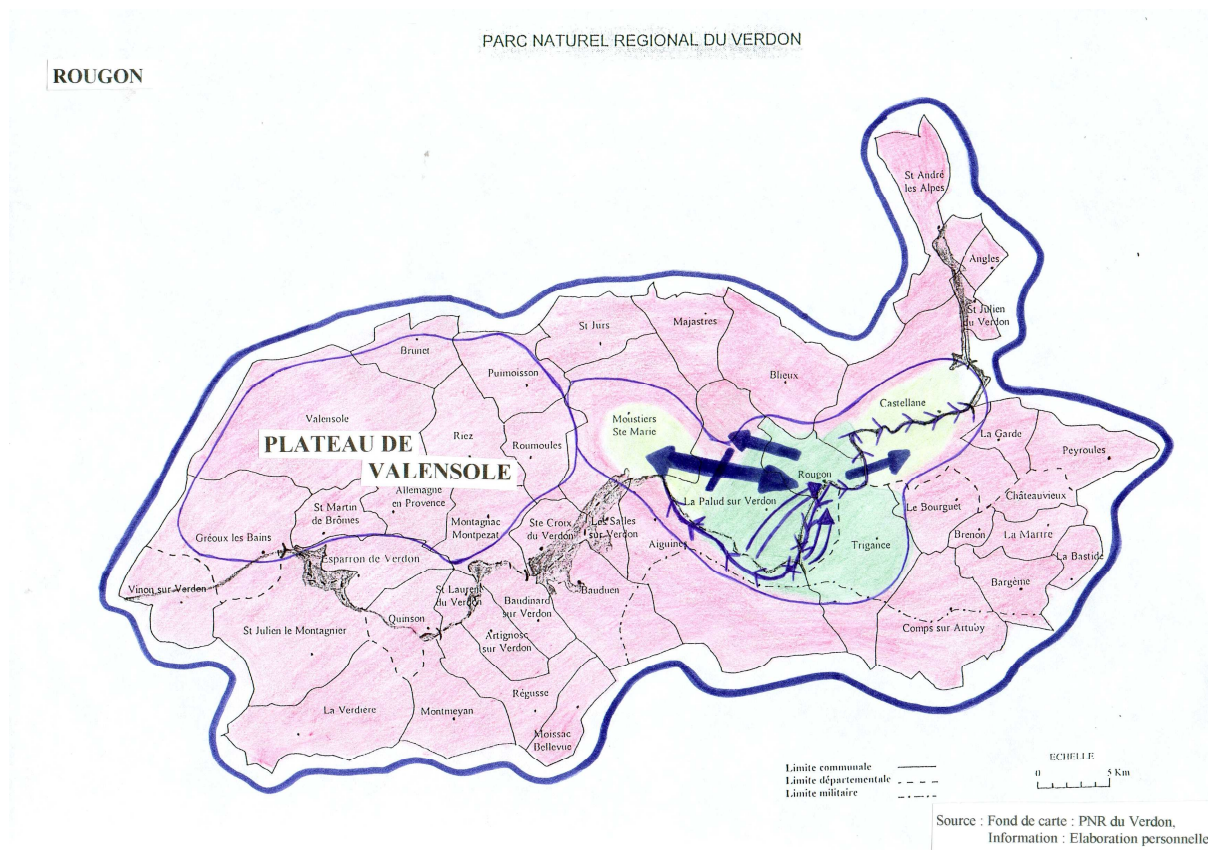 PARC NATUREL REGIONAL DU VERDON
ROUGON
St André
les Alpes
Angles
St Julien
du Verdon
St Jurs
Majastres
Blieux
Brunet
Puimoisson
Castellane
Moustiers
Ste Marie
Valensole
PLATEAU DE
VALENSOLE
Riez
Roumoules
La Garde
Peyroules
Rougon
Allemagne
en Provence
La Palud sur Verdon
Châteauvieux
St Martin
de Brômes
Le Bourguet
Montagnac
Montpezat
Ste Croix
du Verdon
Les Salles
sur Verdon
Brenon
La Martre
Gréoux les Bains
Aiguines
Trigance
La Bastide
Esparron de Verdon
Bargème
Vinon sur Verdon
St Laurent
du Verdon
Baudinard
sur Verdon
Bauduen
Quinson
St Julien le Montagnier
Artignosc
sur Verdon
Comps sur Artuby
Régusse
La Verdière
Montmeyan
Moissac
Bellevue
Limite communale
Limite départementale
Limite militaire
ECHELLE
0 5 Km
Source : Fond de carte : PNR du Verdon,
Information : Elaboration personnelle